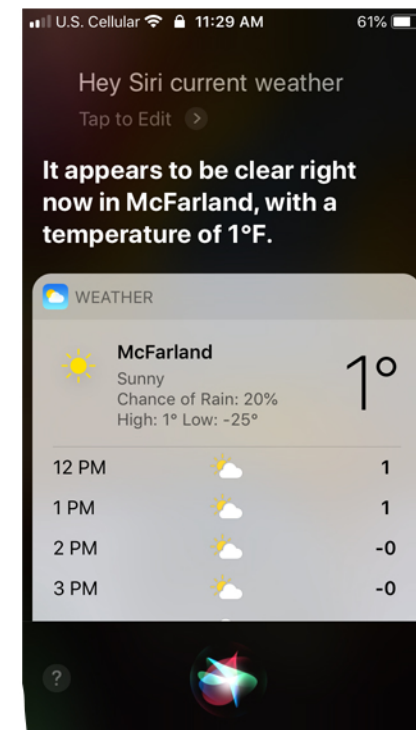 U.S. Cellular 11:29 AM 61%
Hey Siri current weather
Tap to Edit >
It appears to be clear right
now in McFarland, with a
temperature of 1°F.
WEATHER
McFarland
Sunny
Chance of Rain: 20%
High: 1° Low: -25°
1°
12 PM 1
1 PM 1
2 PM -0
3 PM -0
?